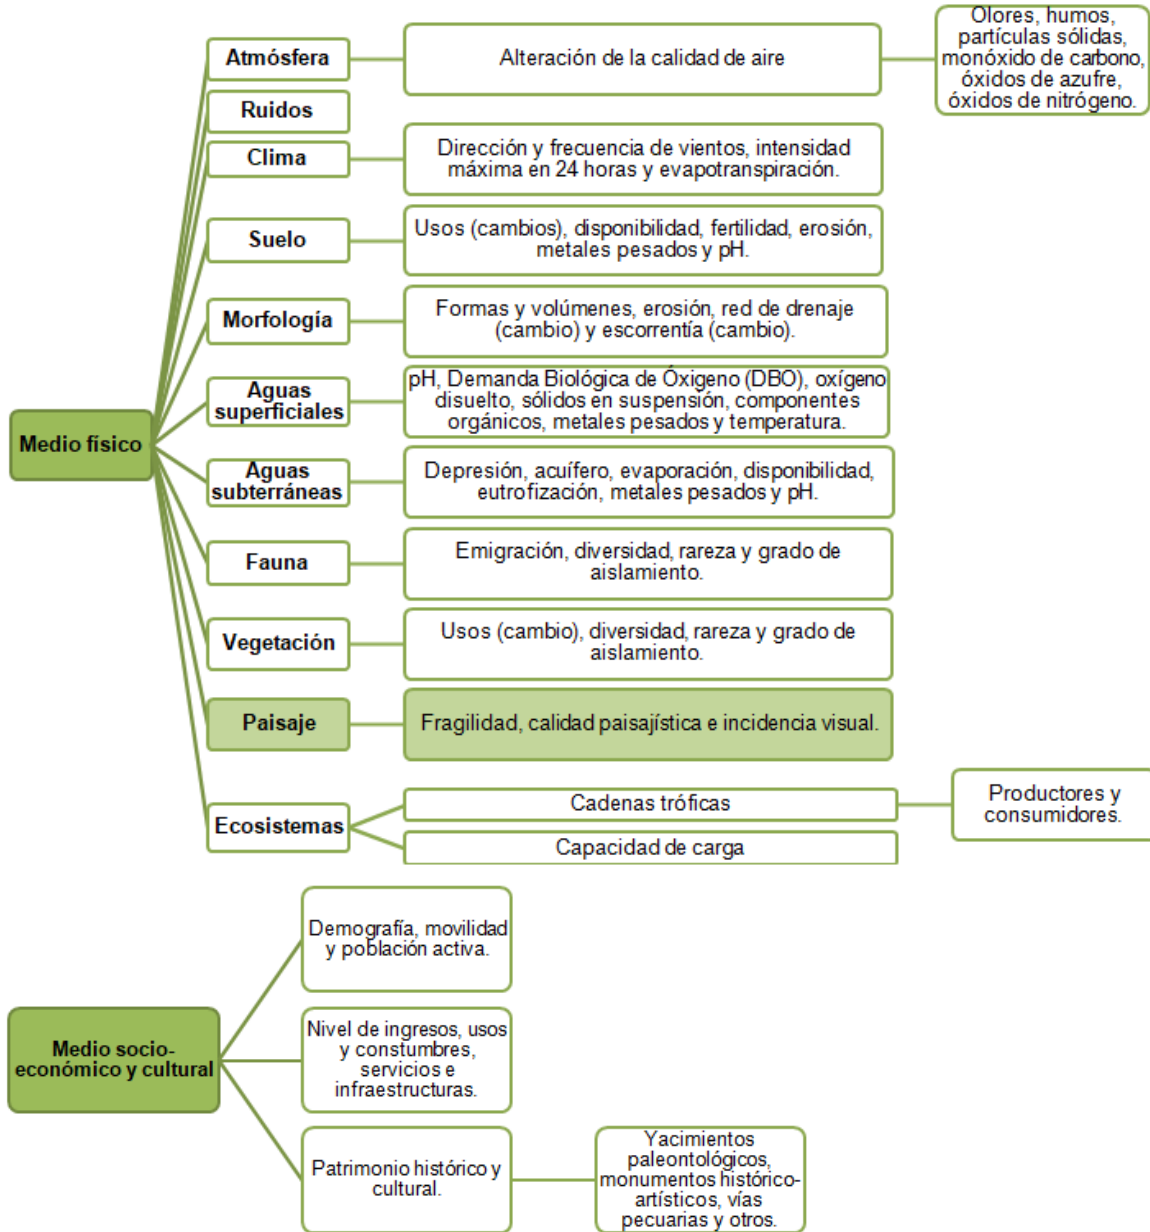 Medio físico
Atmósfera
Alteración de la calidad de aire
Olores, humos,
partículas sólidas,
monóxido de carbono,
óxidos de azufre,
óxidos de nitrógeno.
Ruidos
Clima
Dirección y frecuencia de vientos, intensidad
máxima en 24 horas y evapotranspiración.
Suelo
Usos (cambios), disponibilidad, fertilidad, erosión,
metales pesados y pH.
Morfología
Formas y volúmenes, erosión, red de drenaje
(cambio) y escorrentía (cambio).
Aguas
superficiales
pH, Demanda Biológica de Óxigeno (DBO), oxígeno
disuelto, sólidos en suspensión, componentes
orgánicos, metales pesados y temperatura.
Aguas
subterráneas
Depresión, acuífero, evaporación, disponibilidad,
eutrofización, metales pesados y pH.
Fauna
Emigración, diversidad, rareza y grado de
aislamiento.
Vegetación
Usos (cambio), diversidad, rareza y grado de
aislamiento.
Paisaje
Fragilidad, calidad paisajística e incidencia visual.
Ecosistemas
Cadenas tróficas
Productores y
consumidores.
Capacidad de carga
Medio socio-
económico y cultural
Demografía, movilidad
y población activa.
Nivel de ingresos, usos
y constumbres,
servicios e
infraestructuras.
Patrimonio histórico y
cultural.
Yacimientos
paleontológicos,
monumentos histórico-
artísticos, vías
pecuarias y otros.